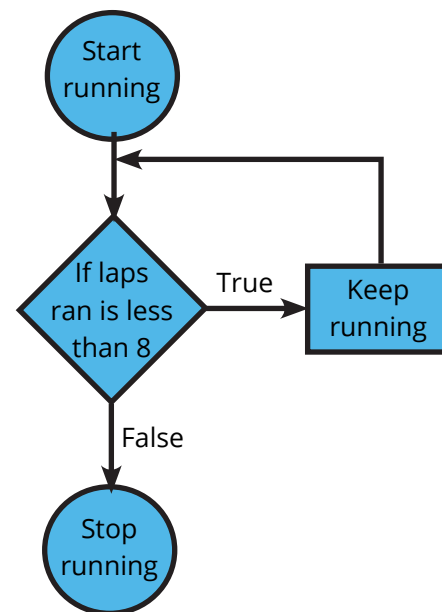 Start
running
If laps
ran is less
than 8
True
Keep
running
False
Stop
running